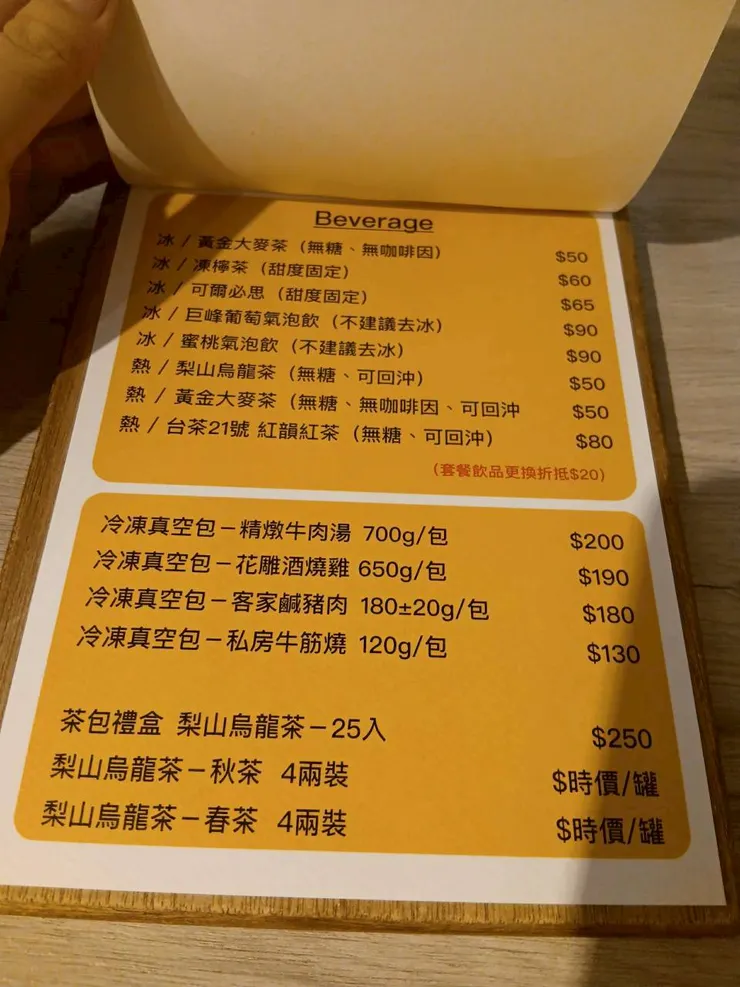 Beverage
冰 / 黃金大麥茶（無糖、無咖啡因） $50
冰 / 凍檸茶（甜度固定） $60
冰 / 可爾必思（甜度固定） $65
冰 / 巨峰葡萄氣泡飲（不建議去冰） $90
冰 / 蜜桃氣泡飲（不建議去冰） $90
熱 / 梨山烏龍茶（無糖、可回沖） $50
熱 / 黃金大麥茶（無糖、無咖啡因、可回沖 $50
熱 / 台茶21號 紅韻紅茶（無糖、可回沖） $80
（套餐飲品更換折抵$20）
冷凍真空包－精燉牛肉湯 700g/包 $200
冷凍真空包－花雕酒燒雞 650g/包 $190
冷凍真空包－客家鹹豬肉 180±20g/包 $180
冷凍真空包－私房牛筋燒 120g/包 $130
茶包禮盒 梨山烏龍茶－25入 $250
梨山烏龍茶－秋茶 4兩裝 $時價/罐
梨山烏龍茶－春茶 4兩裝 $時價/罐